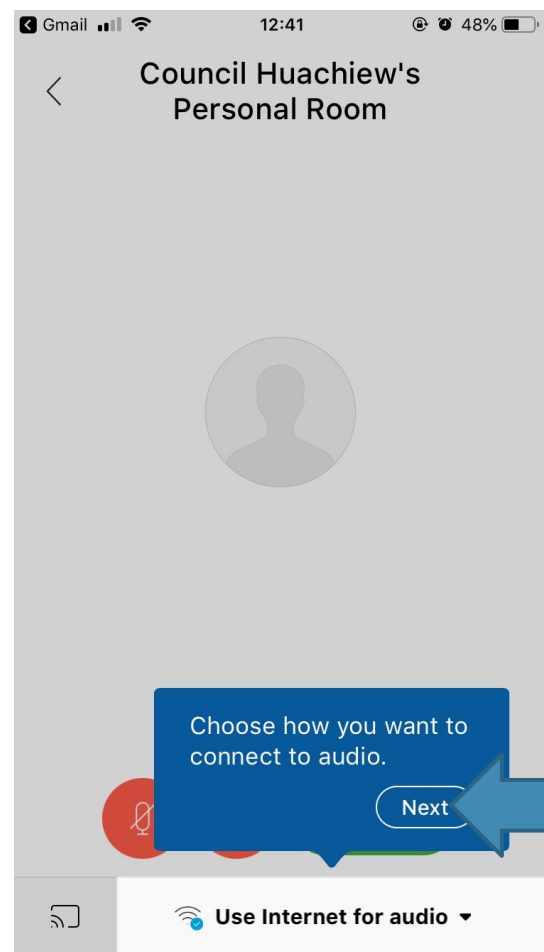 Gmail 12:41 48%
Council Huachiew's
Personal Room
Choose how you want to
connect to audio.
Next
Use Internet for audio